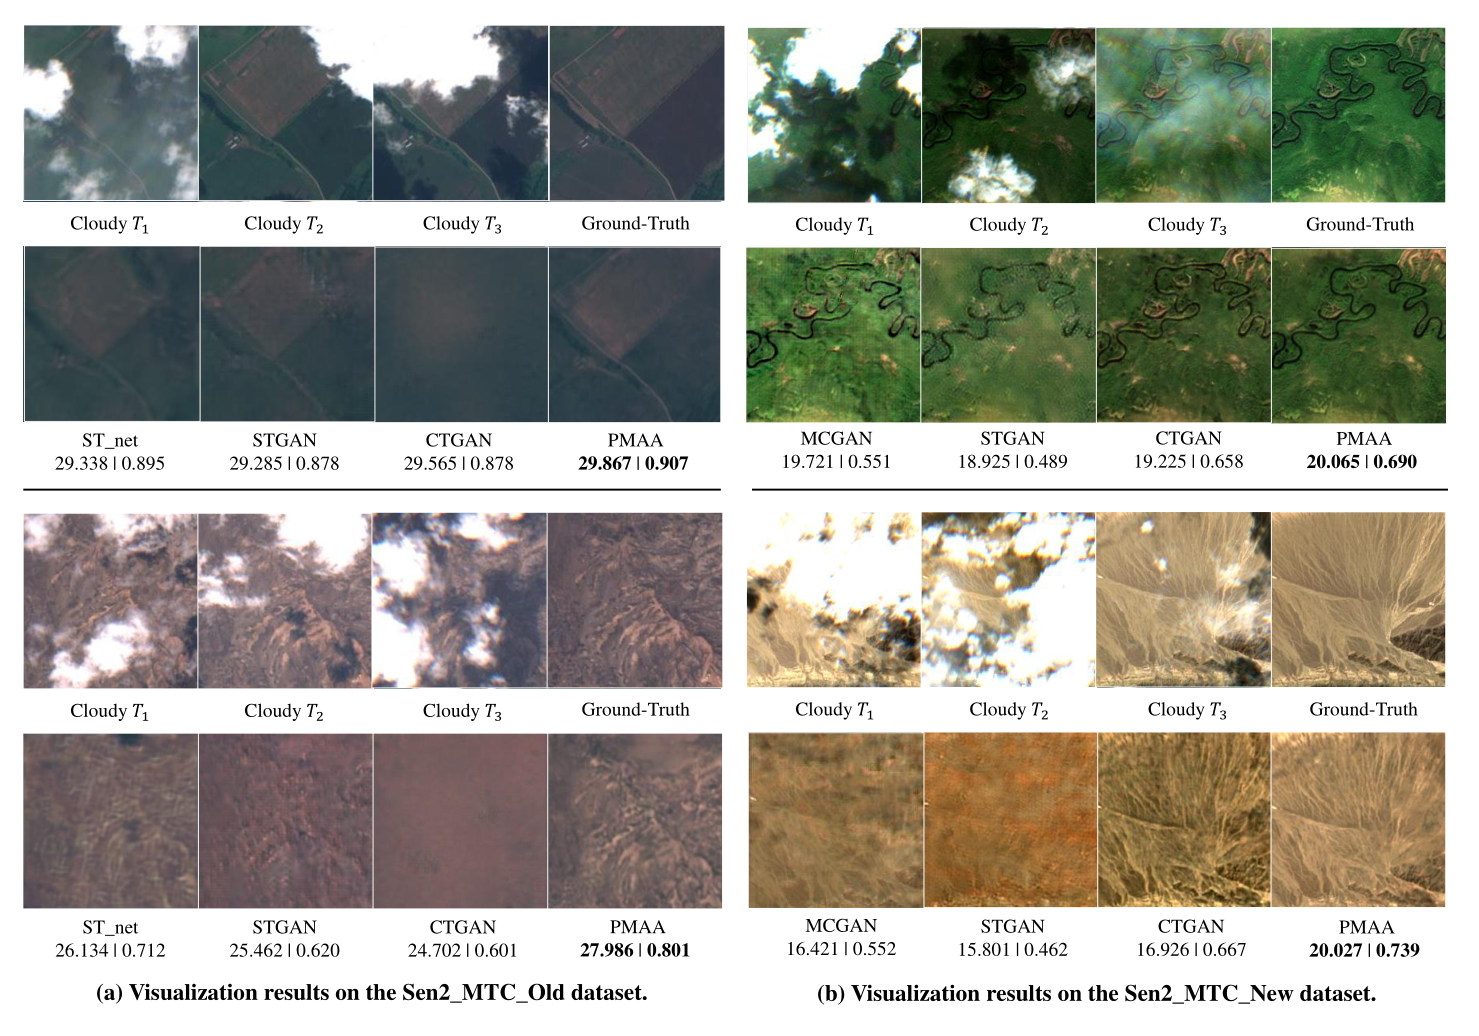 Cloudy T1 Cloudy T2 Cloudy T3 Ground-Truth
ST_net STGAN CTGAN PMAA
29.338 | 0.895 29.285 | 0.878 29.565 | 0.878 29.867 | 0.907
Cloudy T1 Cloudy T2 Cloudy T3 Ground-Truth
ST_net STGAN CTGAN PMAA
26.134 | 0.712 25.462 | 0.620 24.702 | 0.601 27.986 | 0.801
(a) Visualization results on the Sen2_MTC_Old dataset.
Cloudy T1 Cloudy T2 Cloudy T3 Ground-Truth
MCGAN STGAN CTGAN PMAA
19.721 | 0.551 18.925 | 0.489 19.225 | 0.658 20.065 | 0.690
Cloudy T1 Cloudy T2 Cloudy T3 Ground-Truth
MCGAN STGAN CTGAN PMAA
16.421 | 0.552 15.801 | 0.462 16.926 | 0.667 20.027 | 0.739
(b) Visualization results on the Sen2_MTC_New dataset.